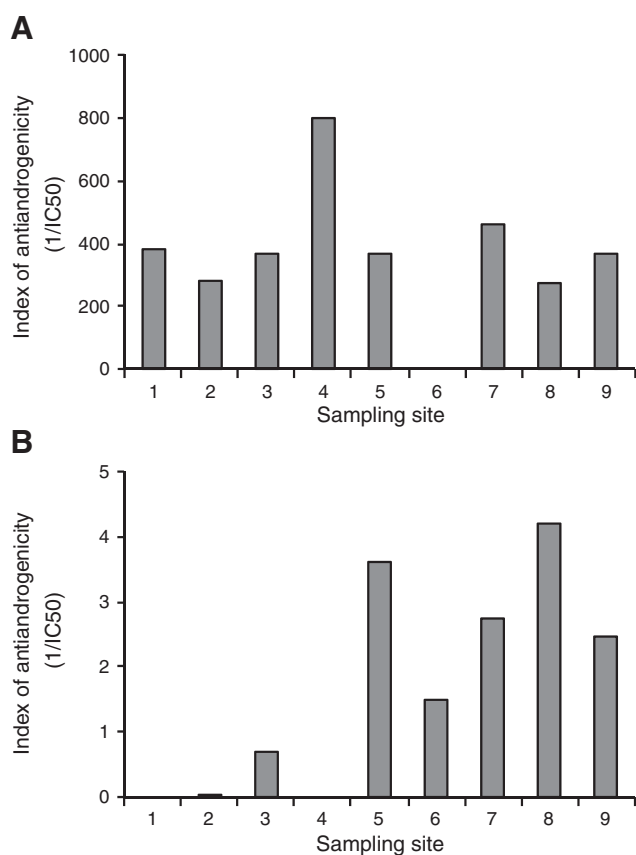 A
Index of antiandrogenicity
(1/IC50)
1000
800
600
400
200
0
1 2 3 4 5 6 7 8 9
Sampling site
B
Index of antiandrogenicity
(1/IC50)
5
4
3
2
1
0
1 2 3 4 5 6 7 8 9
Sampling site